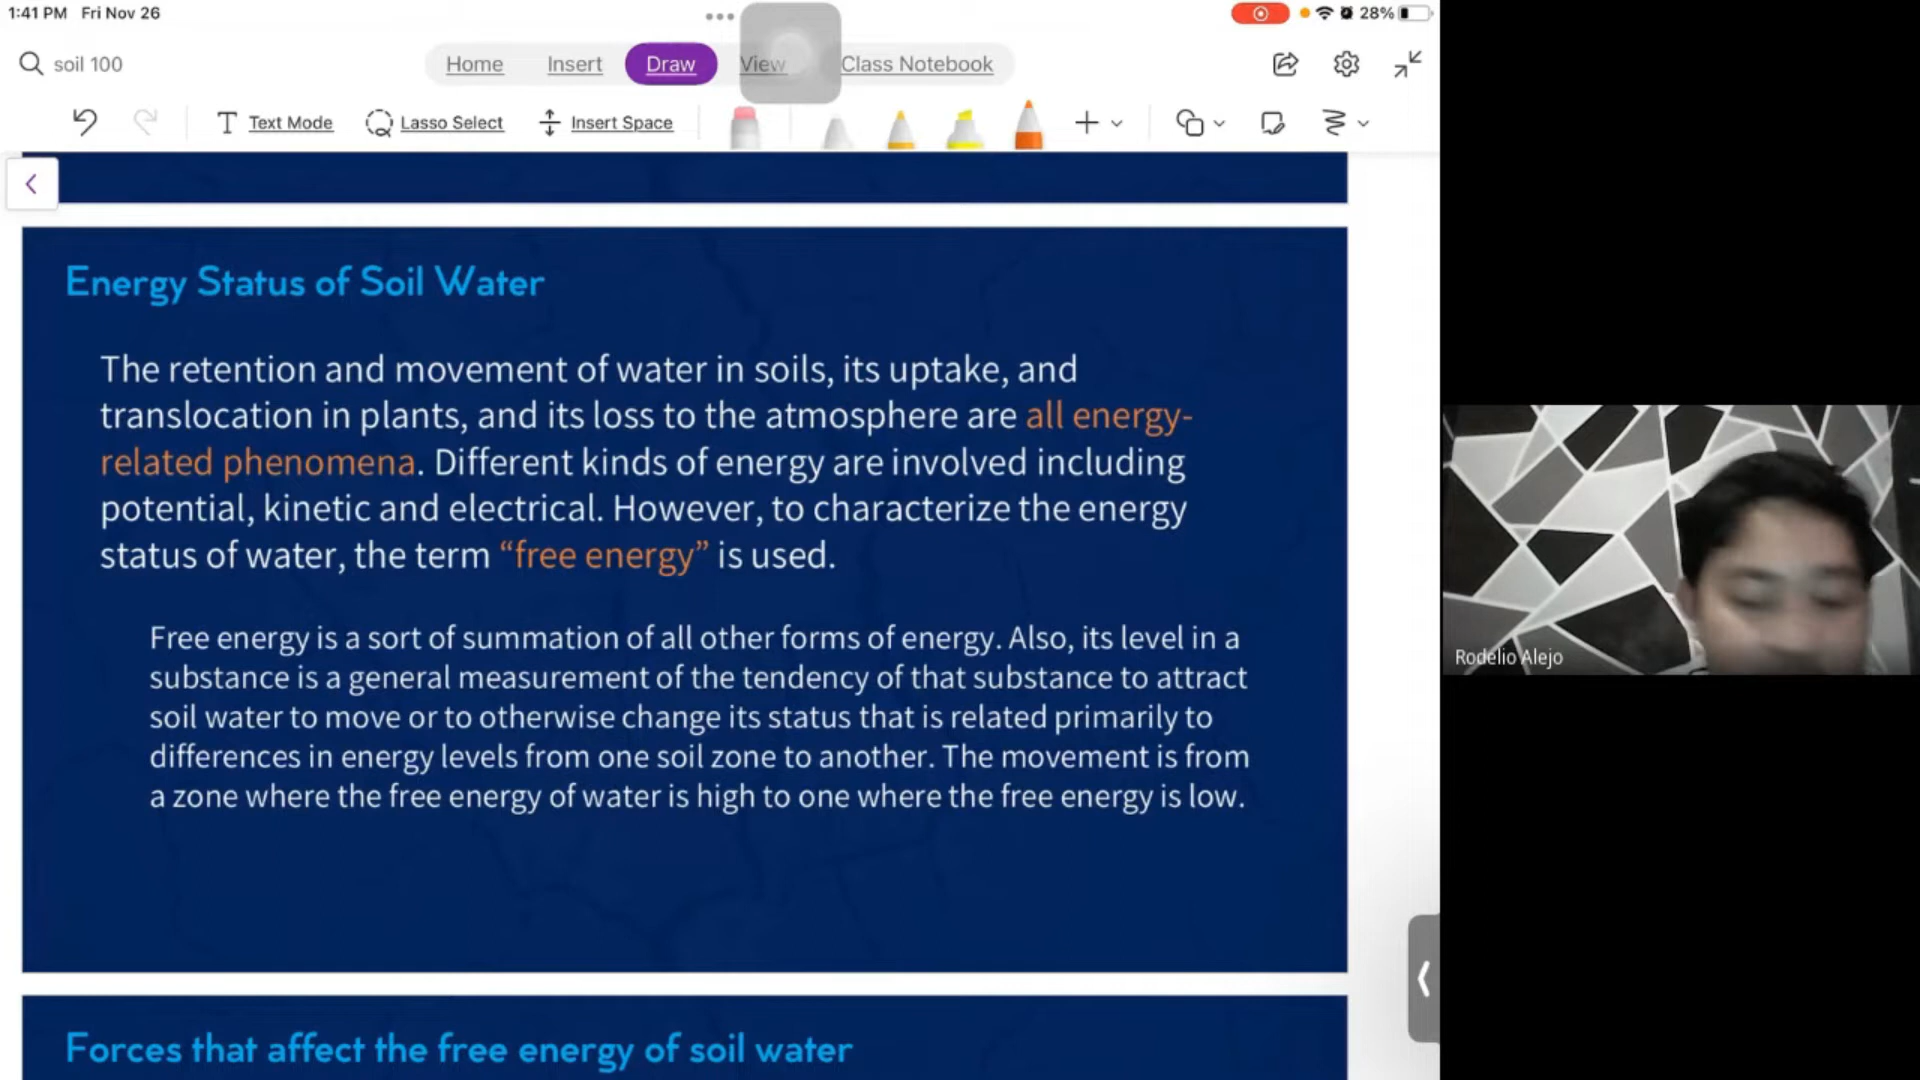 1:41 PM Fri Nov 26
28%
soil 100
Home Insert Draw View Class Notebook
Text Mode Lasso Select Insert Space
Energy Status of Soil Water
The retention and movement of water in soils, its uptake, and
translocation in plants, and its loss to the atmosphere are all energy-
related phenomena. Different kinds of energy are involved including
potential, kinetic and electrical. However, to characterize the energy
status of water, the term “free energy” is used.
Free energy is a sort of summation of all other forms of energy. Also, its level in a
substance is a general measurement of the tendency of that substance to attract
soil water to move or to otherwise change its status that is related primarily to
differences in energy levels from one soil zone to another. The movement is from
a zone where the free energy of water is high to one where the free energy is low.
Rodelio Alejo
Forces that affect the free energy of soil water